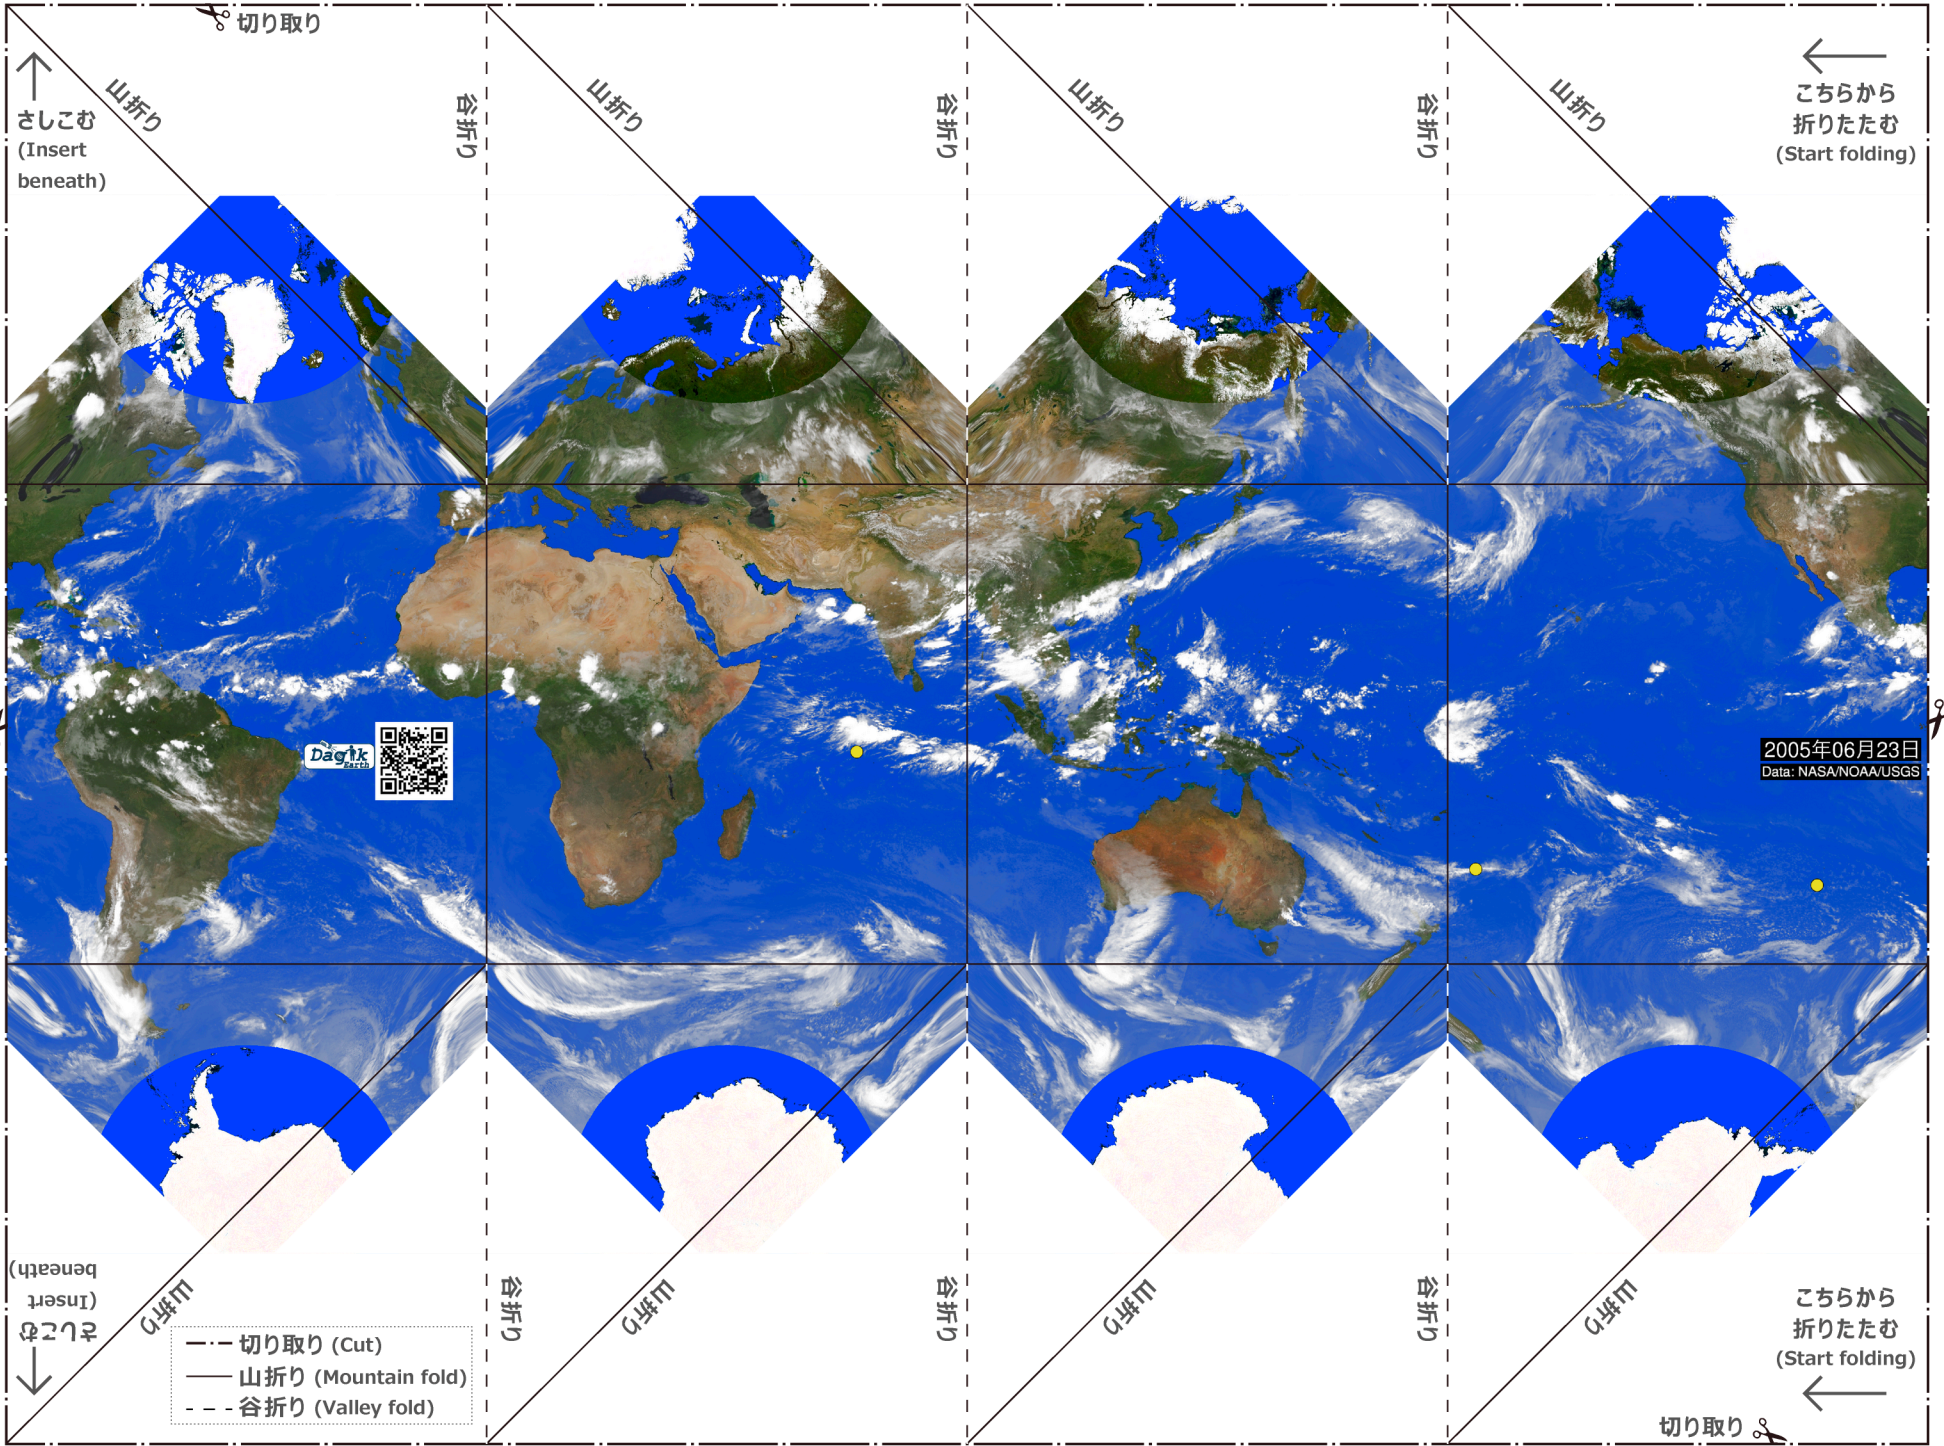 切り取り
さしこむ
(Insert
beneath)
山折り
谷折り
山折り
谷折り
山折り
谷折り
山折り
こちらから
折りたたむ
(Start folding)
Dagik
Earth
2005年06月23日
Data: NASA/NOAA/USGS
さしこむ
(Insert
beneath)
山折り
谷折り
山折り
谷折り
山折り
谷折り
山折り
こちらから
折りたたむ
(Start folding)
切り取り (Cut)
山折り (Mountain fold)
谷折り (Valley fold)
切り取り